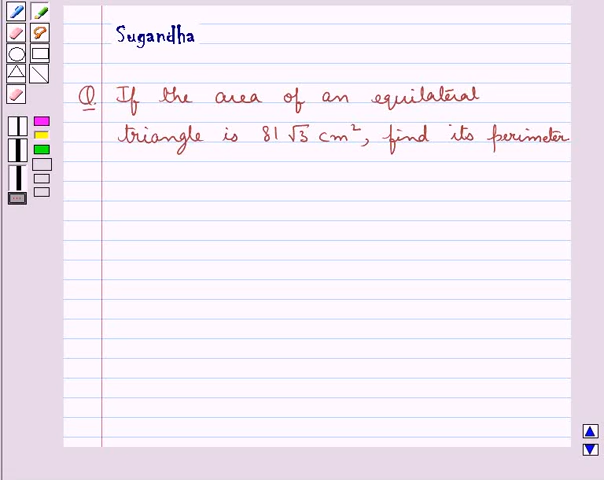 Sugandha
Q. If the area of an equilateral
triangle is 81 √3 cm², find its perimeter